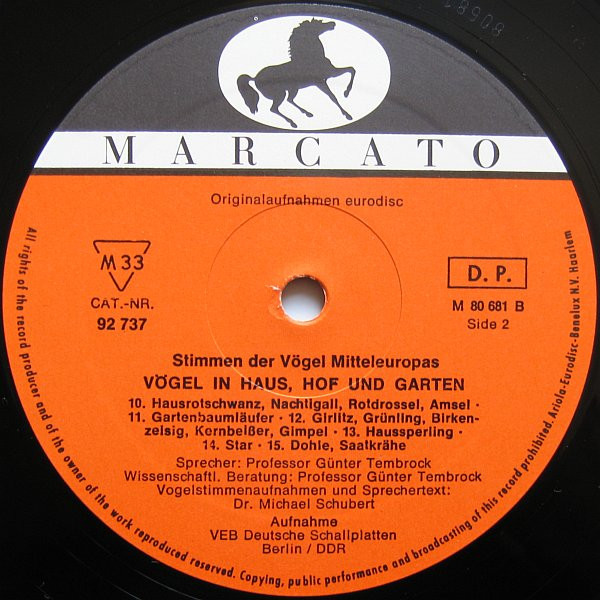 MARCATO
Originalaufnahmen eurodisc
M 33
CAT.-NR.
92 737
D. P.
M 80 681 B
Side 2
Stimmen der Vögel Mitteleuropas
VÖGEL IN HAUS, HOF UND GARTEN
10. Hausrotschwanz, Nachtigall, Rotdrossel, Amsel ·
11. Gartenbaumläufer · 12. Girlitz, Grünling, Birken-
zeisig, Kernbeißer, Gimpel · 13. Haussperling ·
14. Star · 15. Dohle, Saatkrähe
Sprecher: Professor Günter Tembrock
Wissenschaftl. Beratung: Professor Günter Tembrock
Vogelstimmenaufnahmen und Sprechertext:
Dr. Michael Schubert
Aufnahme
VEB Deutsche Schallplatten
Berlin / DDR
All rights of the record producer and of the owner of the work reproduced reserved. Copying, public performance and broadcasting of this record prohibited. Ariola-Eurodisc-Benelux N.V. Haarlem